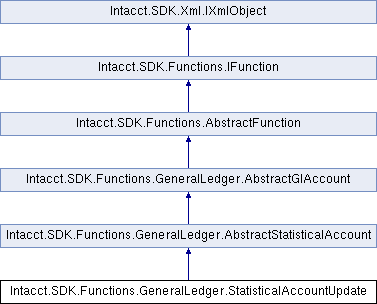 Intacct.SDK.Xml.IXmlObject
Intacct.SDK.Functions.IFunction
Intacct.SDK.Functions.AbstractFunction
Intacct.SDK.Functions.GeneralLedger.AbstractGlAccount
Intacct.SDK.Functions.GeneralLedger.AbstractStatisticalAccount
Intacct.SDK.Functions.GeneralLedger.StatisticalAccountUpdate